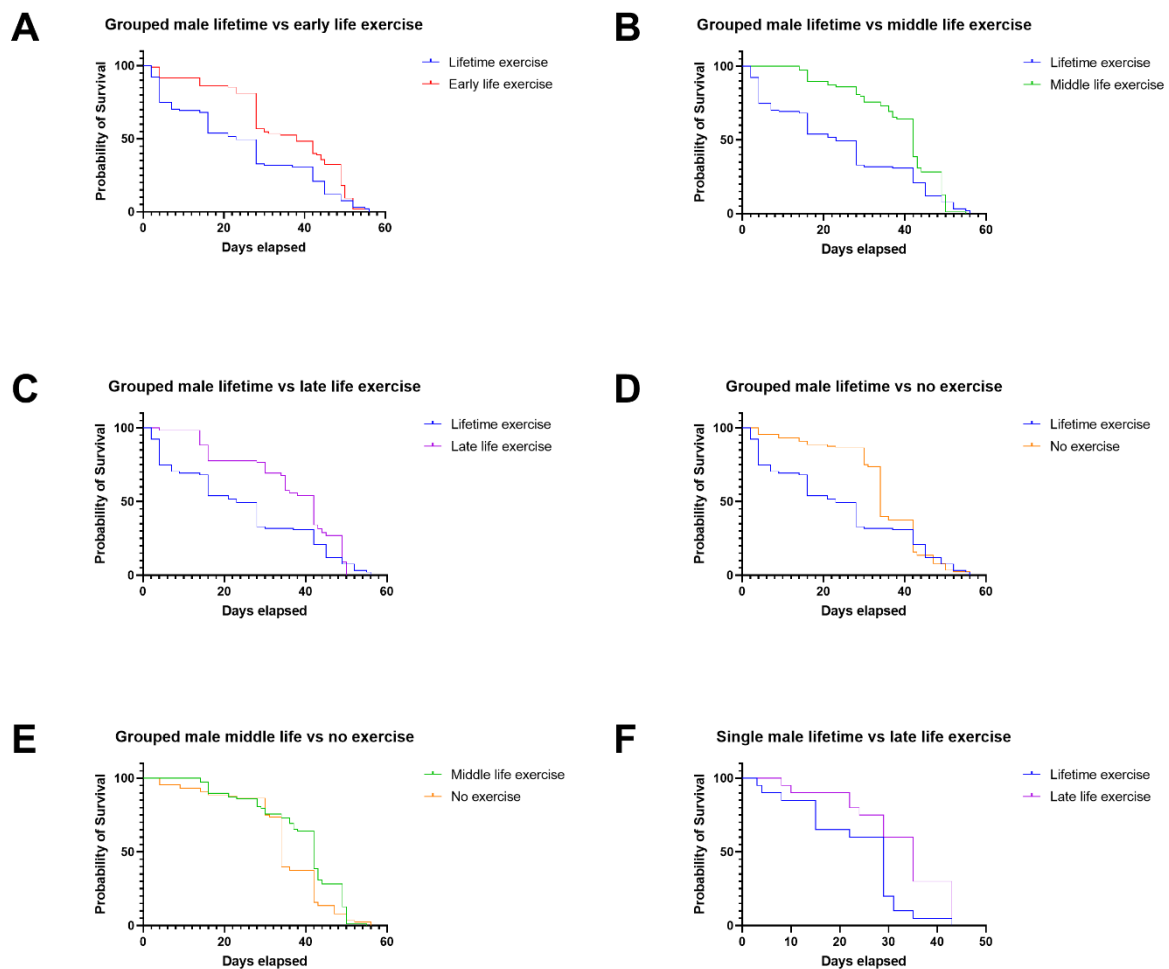 A
Grouped male lifetime vs early life exercise
Probability of Survival
100
50
0
0 20 40 60
Days elapsed
Lifetime exercise
Early life exercise
B
Grouped male lifetime vs middle life exercise
Probability of Survival
100
50
0
0 20 40 60
Days elapsed
Lifetime exercise
Middle life exercise
C
Grouped male lifetime vs late life exercise
Probability of Survival
100
50
0
0 20 40 60
Days elapsed
Lifetime exercise
Late life exercise
D
Grouped male lifetime vs no exercise
Probability of Survival
100
50
0
0 20 40 60
Days elapsed
Lifetime exercise
No exercise
E
Grouped male middle life vs no exercise
Probability of Survival
100
50
0
0 20 40 60
Days elapsed
Middle life exercise
No exercise
F
Single male lifetime vs late life exercise
Probability of Survival
100
50
0
0 10 20 30 40 50
Days elapsed
Lifetime exercise
Late life exercise